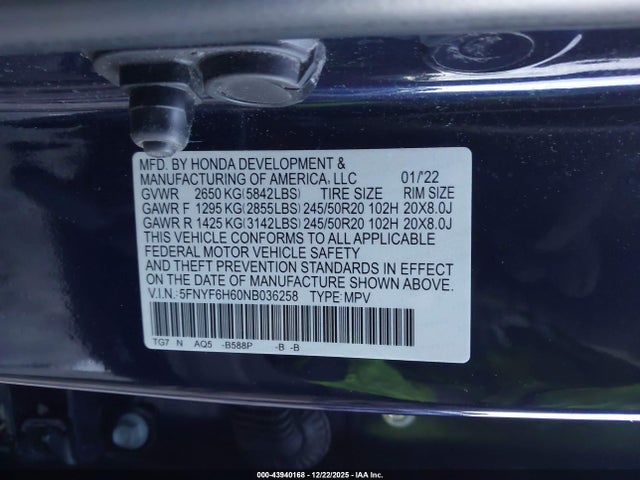 MFD. BY HONDA DEVELOPMENT &
MANUFACTURING OF AMERICA, LLC 01/'22
GVWR 2650 KG (5842LBS) TIRE SIZE RIM SIZE
GAWR F 1295 KG (2855LBS) 245/50R20 102H 20X8.0J
GAWR R 1425 KG (3142LBS) 245/50R20 102H 20X8.0J
THIS VEHICLE CONFORMS TO ALL APPLICABLE
FEDERAL MOTOR VEHICLE SAFETY
AND THEFT PREVENTION STANDARDS IN EFFECT
ON THE DATE OF MANUFACTURE SHOWN ABOVE.
V.I.N.: 5FNYF6H60NB036258 TYPE: MPV
TG7 N AQ5 -B588P -B -B
000-43940168 • 12/22/2025 • IAA Inc.